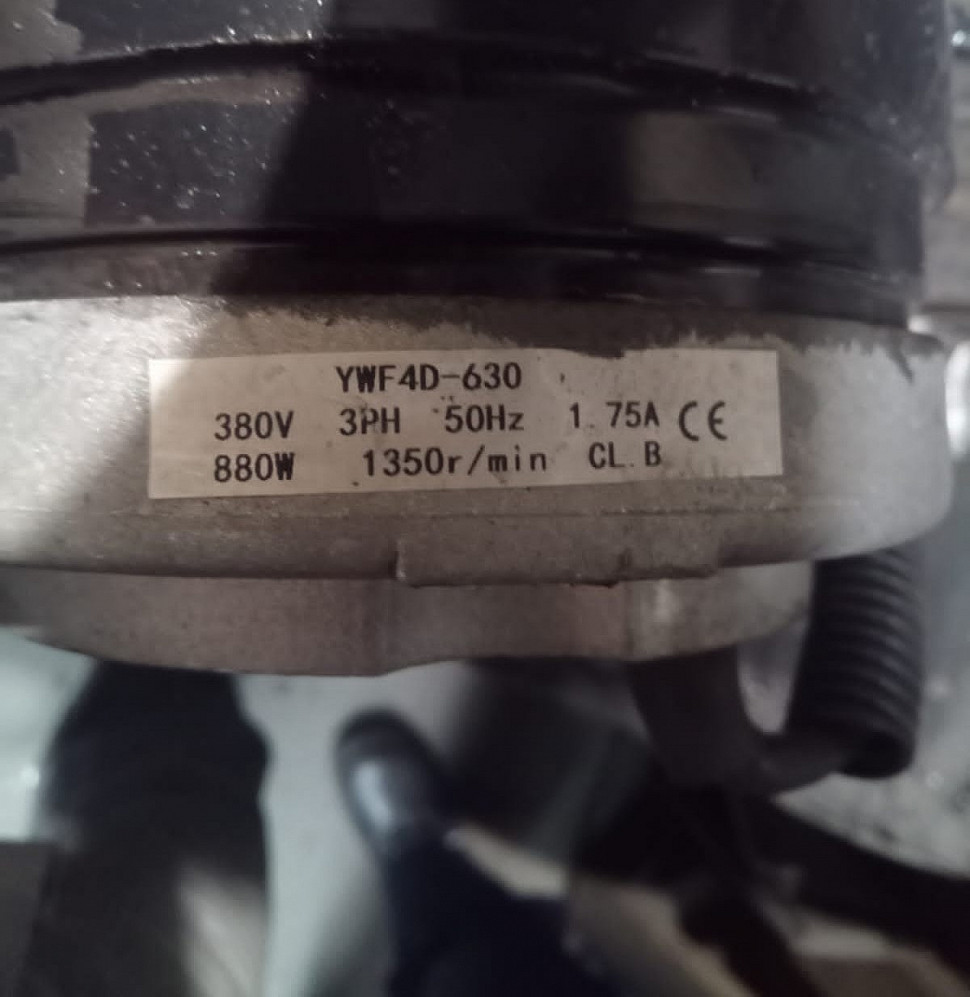 YWF4D-630
380V 3PH 50Hz 1.75A CE
880W 1350r/min CL.B